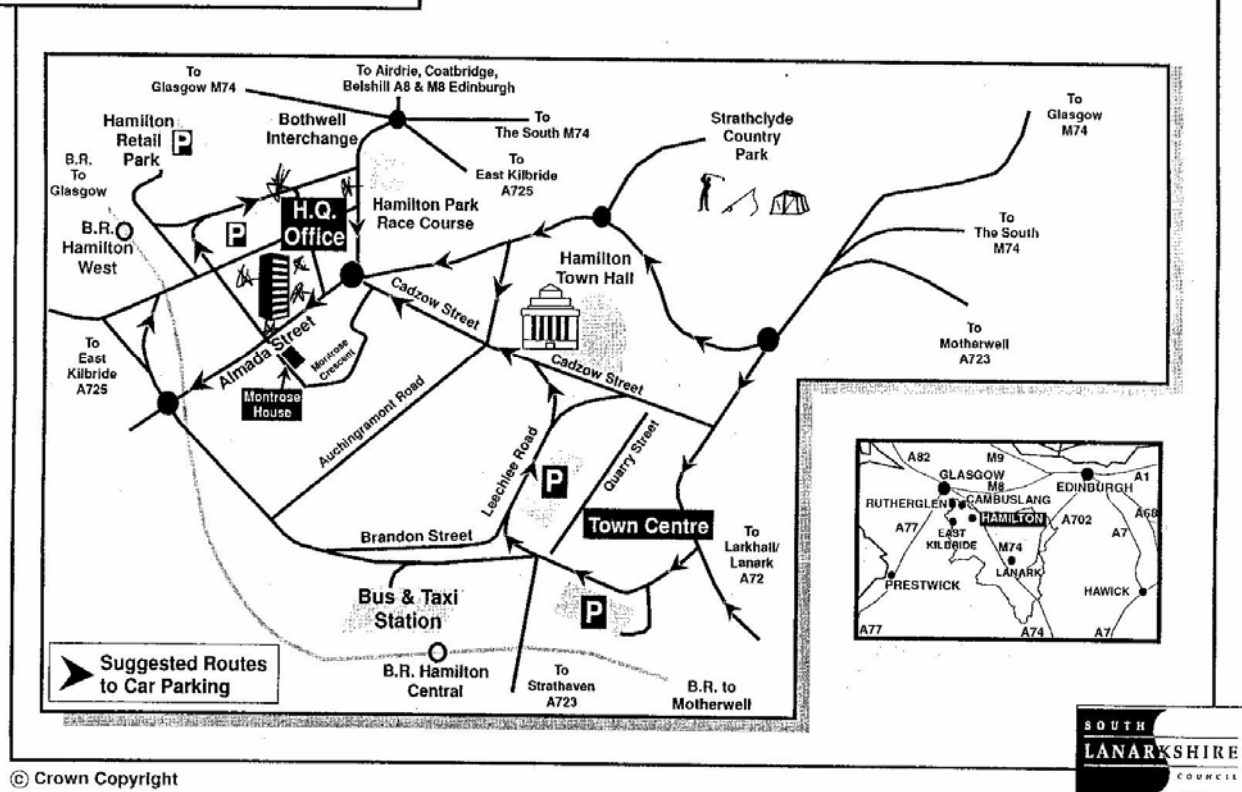 To
Glasgow M74
To Airdrie, Coatbridge,
Belshill A8 & M8 Edinburgh
Hamilton
Retail
Park
P
Bothwell
Interchange
To
The South M74
Strathclyde
Country
Park
To
Glasgow
M74
B.R.
To
Glasgow
To
East Kilbride
A725
H.Q.
Office
Hamilton Park
Race Course
B.R.
Hamilton
West
P
To
The South
M74
Hamilton
Town Hall
Cadzow Street
To
East
Kilbride
A725
Almada Street
Montrose
Crescent
Montrose
House
Cadzow Street
To
Motherwell
A723
Auchingramont Road
Leechlee Road
Quarry Street
P
Town Centre
Brandon Street
To
Larkhall/
Lanark
A72
Bus & Taxi
Station
P
B.R. Hamilton
Central
To
Strathaven
A723
B.R. to
Motherwell
Suggested Routes
to Car Parking
A82
M9
GLASGOW
M8
EDINBURGH
A1
RUTHERGLEN
CAMBUSLANG
HAMILTON
A68
A77
EAST
KILBRIDE
A702
A7
M74
LANARK
PRESTWICK
HAWICK
A77
A74
A7
SOUTH
LANARKSHIRE
COUNCIL
© Crown Copyright